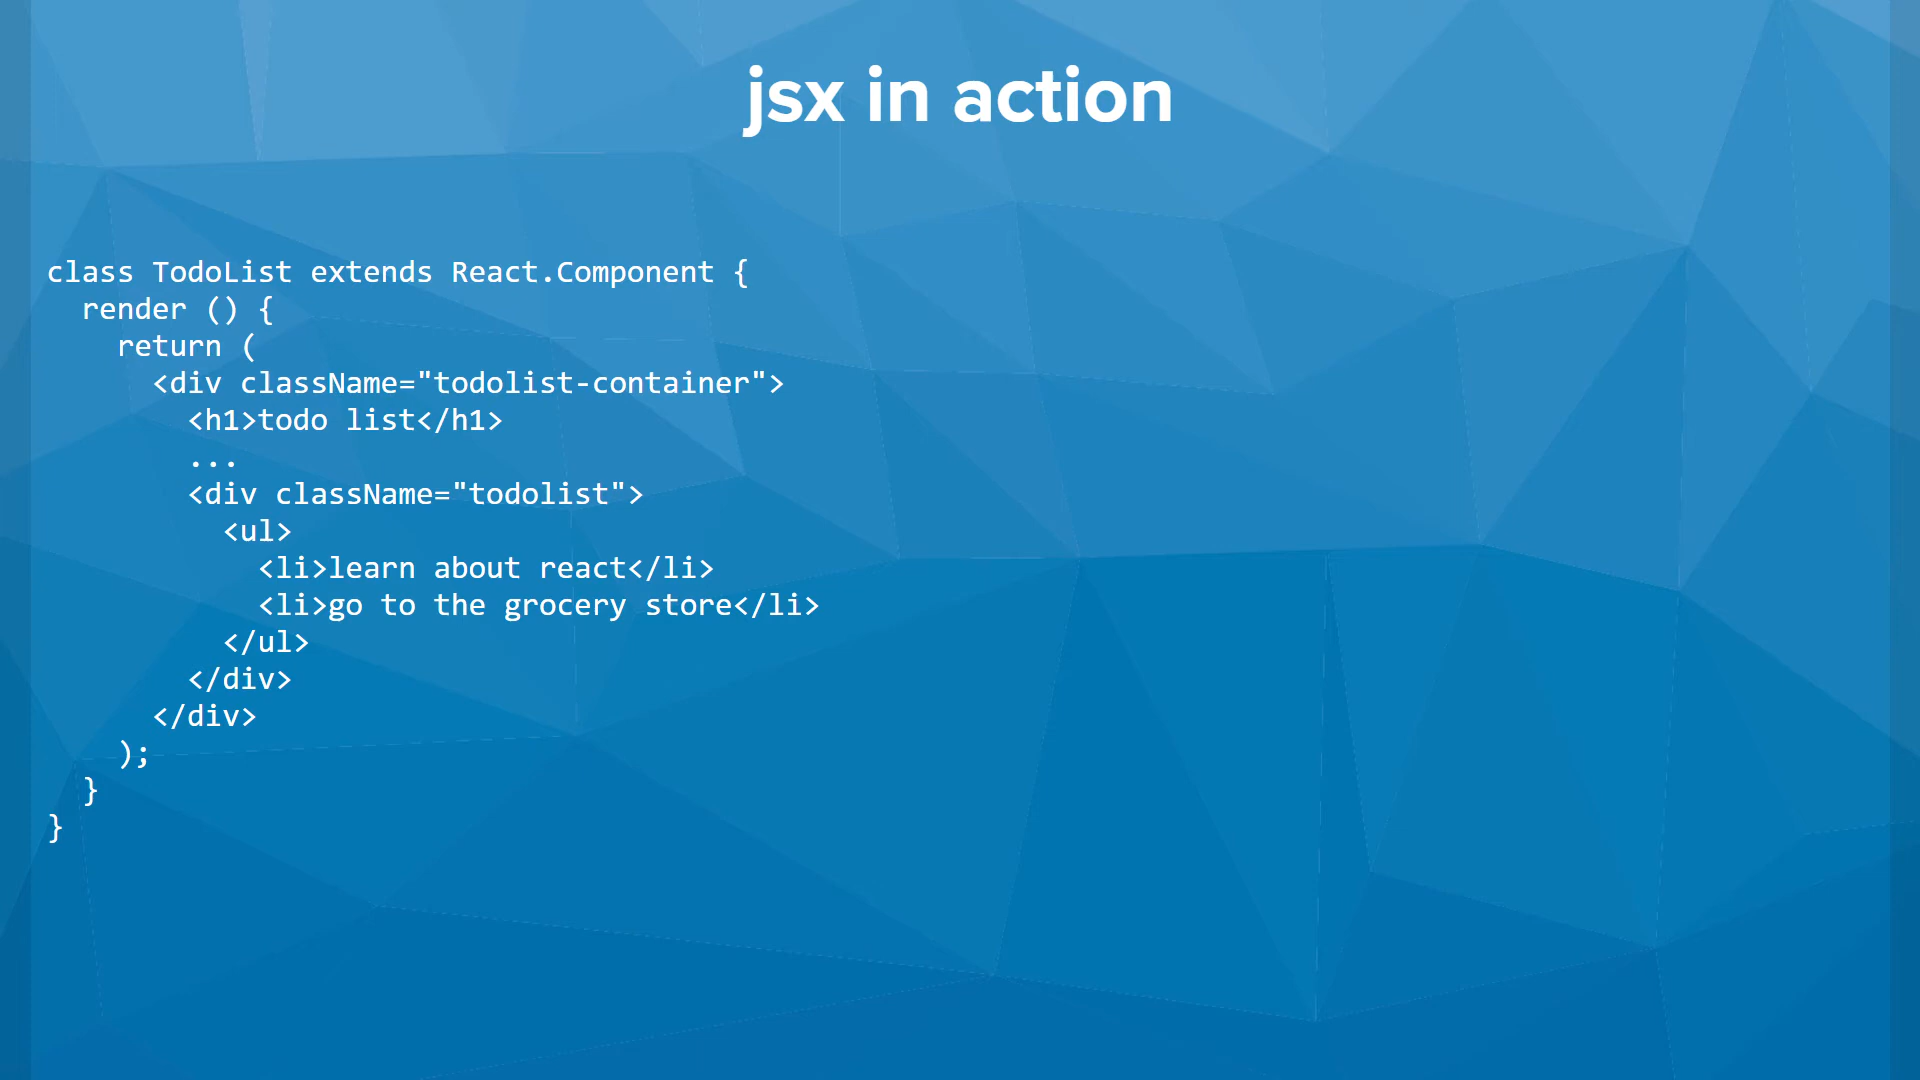 jsx in action
class TodoList extends React.Component {
  render () {
    return (
      <div className="todolist-container">
        <h1>todo list</h1>
        ...
        <div className="todolist">
          <ul>
            <li>learn about react</li>
            <li>go to the grocery store</li>
          </ul>
        </div>
      </div>
    );
  }
}